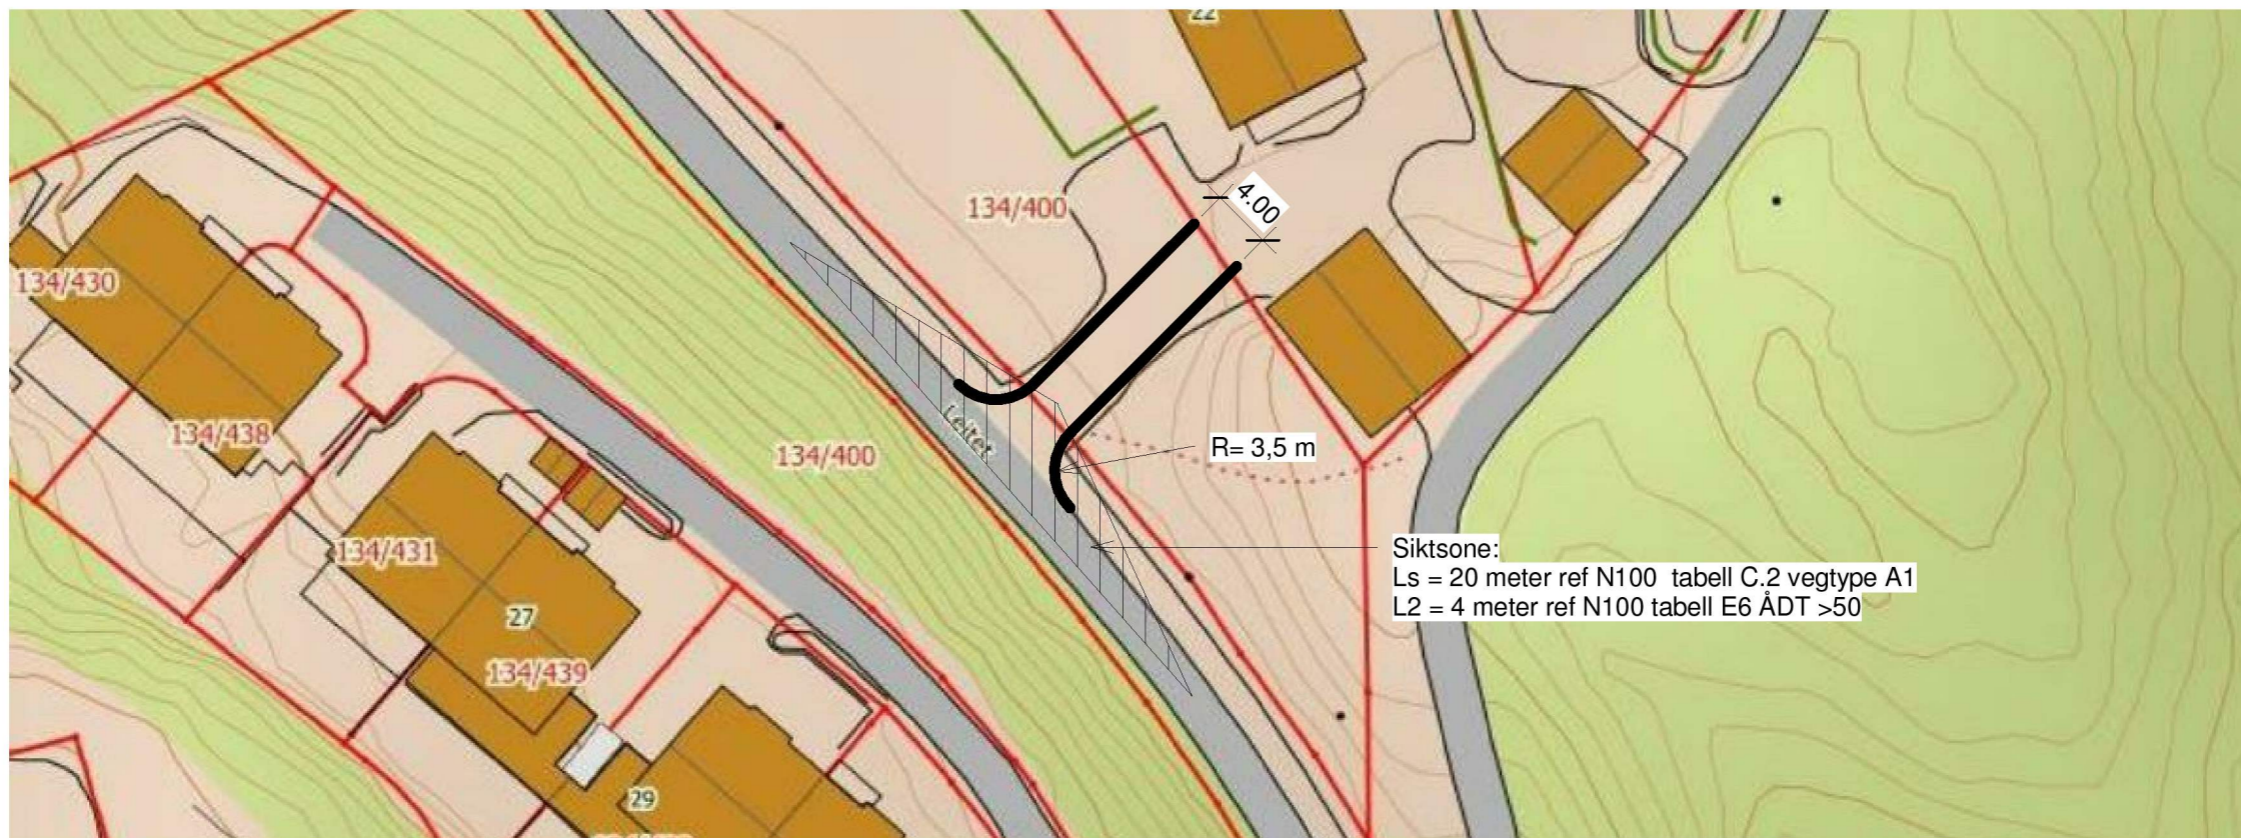 22
4.00
134/400
134/430
134/438
Leitet
134/400
R= 3,5 m
134/431
Siktsone:
Ls = 20 meter ref N100 tabell C.2 vegtype A1
L2 = 4 meter ref N100 tabell E6 ÅDT >50
27
134/439
29